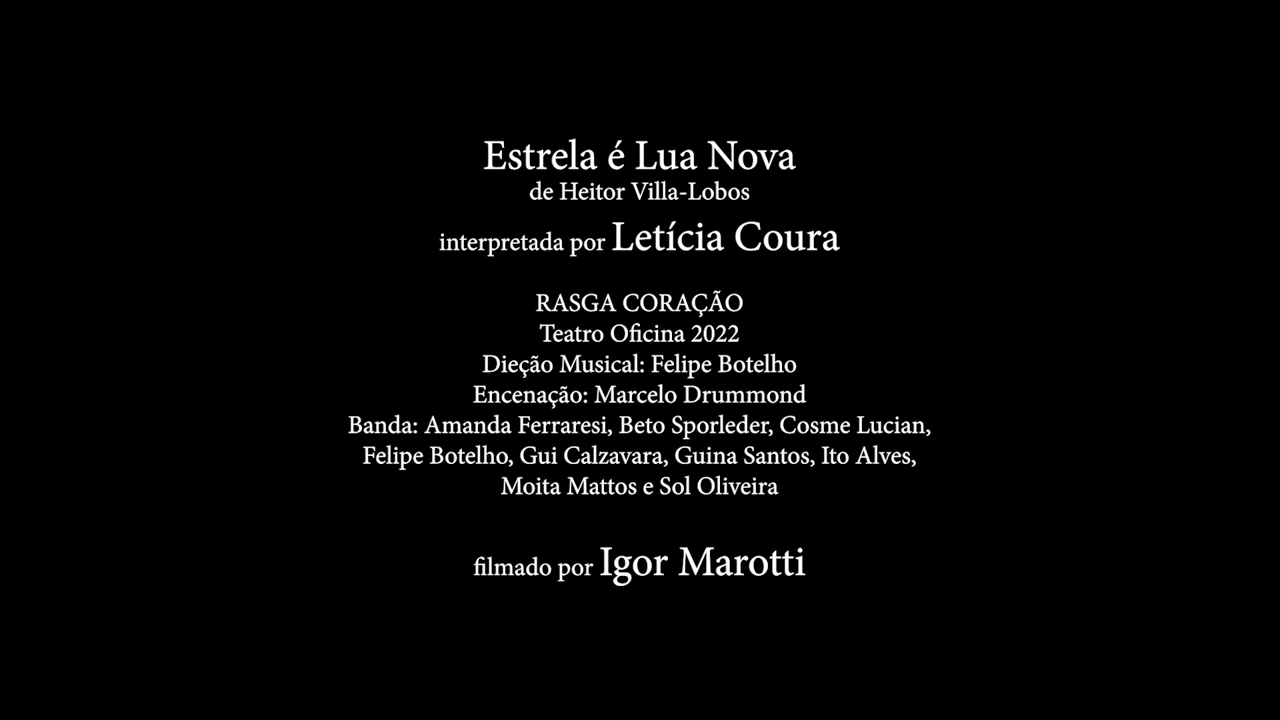 Estrela é Lua Nova
de Heitor Villa-Lobos
interpretada por Letícia Coura
RASGA CORAÇÃO
Teatro Oficina 2022
Dieção Musical: Felipe Botelho
Encenação: Marcelo Drummond
Banda: Amanda Ferraresi, Beto Sporleder, Cosme Lucian,
Felipe Botelho, Gui Calzavara, Guina Santos, Ito Alves,
Moita Mattos e Sol Oliveira
filmado por Igor Marotti